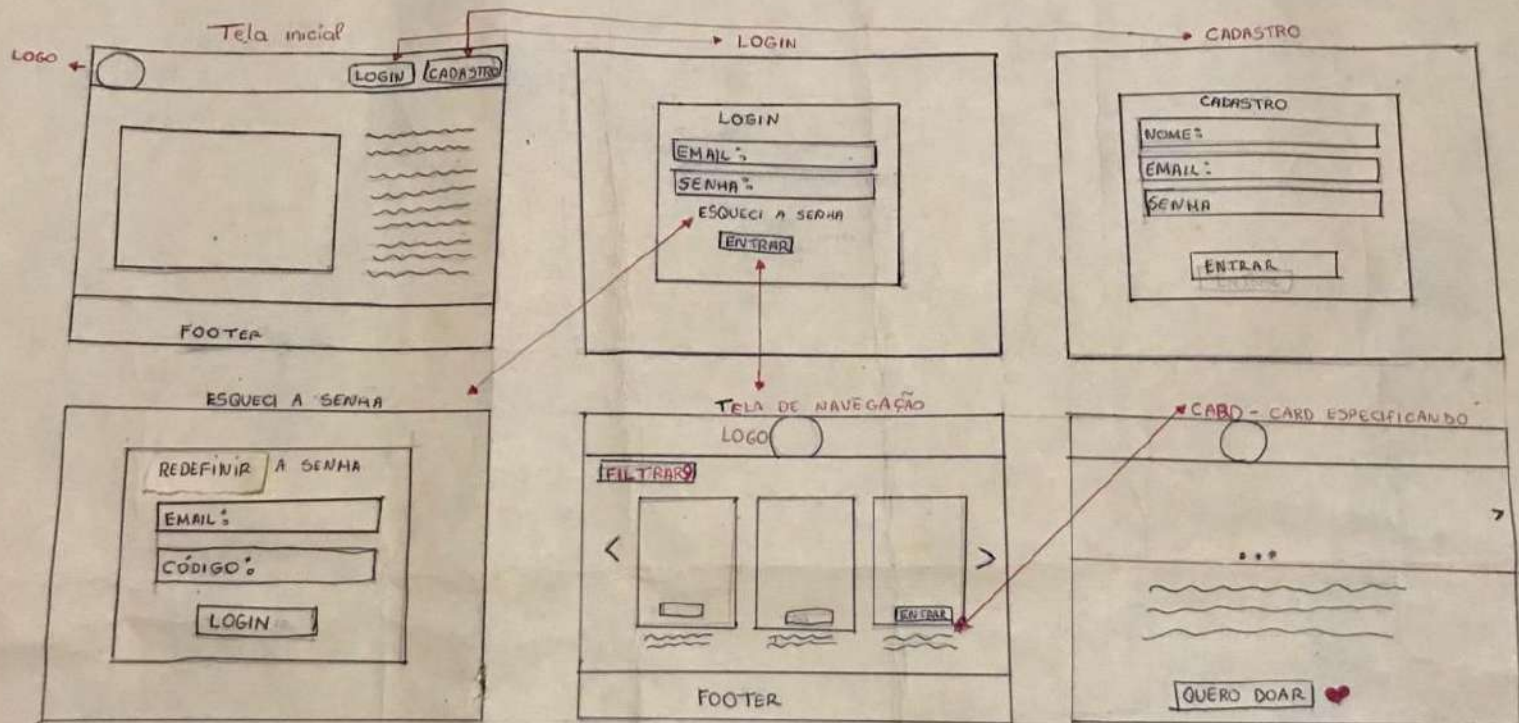 Tela inicial
LOGO
LOGIN
CADASTRO
FOOTER
LOGIN
LOGIN
EMAIL:
SENHA:
ESQUECI A SENHA
ENTRAR
CADASTRO
CADASTRO
NOME:
EMAIL:
SENHA
ENTRAR
ESQUECI A SENHA
REDEFINIR A SENHA
EMAIL:
CÓDIGO:
LOGIN
TELA DE NAVEGAÇÃO
LOGO
FILTRAR
<
>
ENTRAR
FOOTER
CARD - CARD ESPECIFICANDO
>
...
QUERO DOAR ❤